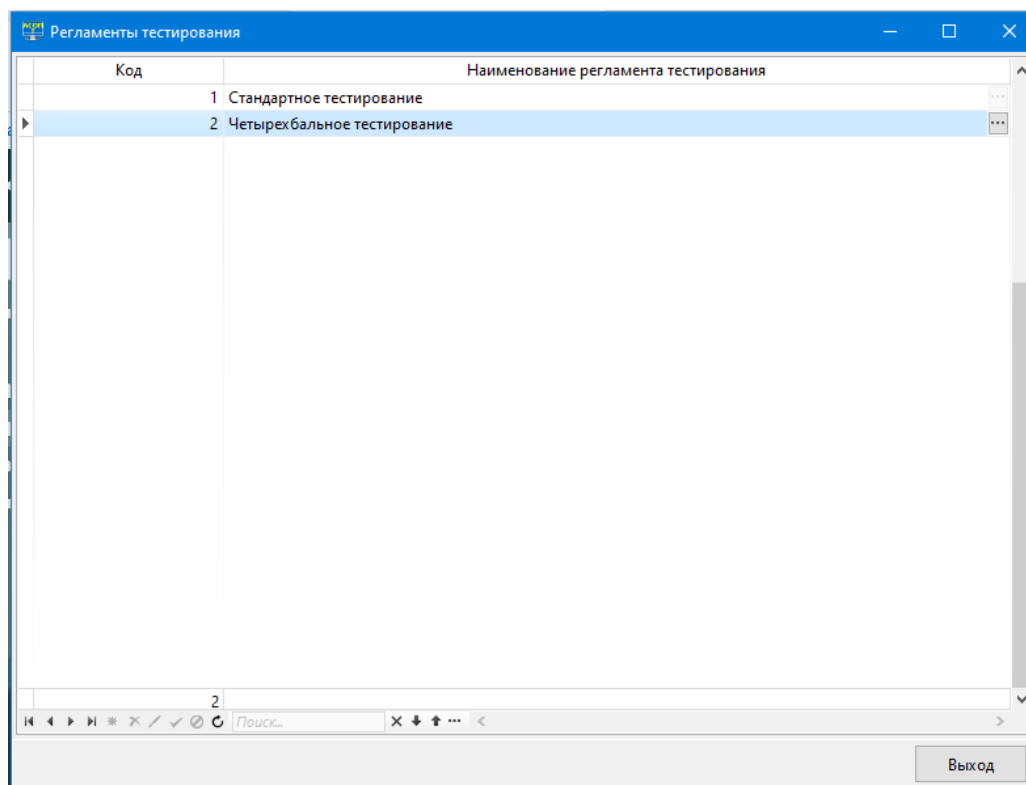 Регламенты тестирования
Код Наименование регламента тестирования
1 Стандартное тестирование
2 Четырехбальное тестирование
2
Поиск...
Выход